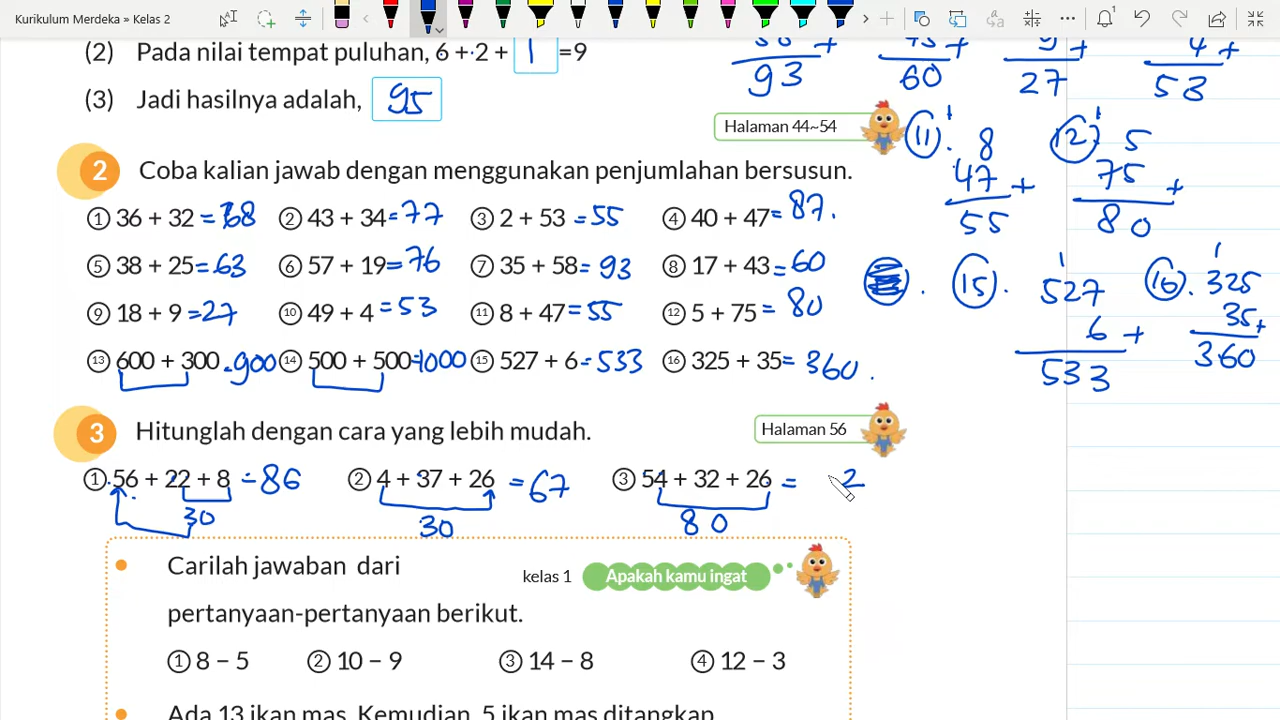 Kurikulum Merdeka » Kelas 2
(2) Pada nilai tempat puluhan, 6 + 2 + 1 =9
(3) Jadi hasilnya adalah, 95
93 60 27 53
Halaman 44~54
2 Coba kalian jawab dengan menggunakan penjumlahan bersusun.
① 36 + 32 = 68 ② 43 + 34 = 77 ③ 2 + 53 = 55 ④ 40 + 47 = 87.
⑤ 38 + 25 = 63 ⑥ 57 + 19 = 76 ⑦ 35 + 58 = 93 ⑧ 17 + 43 = 60
⑨ 18 + 9 = 27 ⑩ 49 + 4 = 53 ⑪ 8 + 47 = 55 ⑫ 5 + 75 = 80
⑬ 600 + 300 = 900 ⑭ 500 + 500 = 1000 ⑮ 527 + 6 = 533 ⑯ 325 + 35 = 360.
⑪. 1 ⑫. 1
8 5
47 + 75 +
55 80
⑮. 1 ⑯. 1
527 325
6 + 35 +
533 360
3 Hitunglah dengan cara yang lebih mudah.
Halaman 56
① 56 + 22 + 8 = 86 ② 4 + 37 + 26 = 67 ③ 54 + 32 + 26 = 2
30 30 80
• Carilah jawaban dari
kelas 1 Apakah kamu ingat
pertanyaan-pertanyaan berikut.
① 8 − 5 ② 10 − 9 ③ 14 − 8 ④ 12 − 3
• Ada 13 ikan mas. Kemudian, 5 ikan mas ditangkap